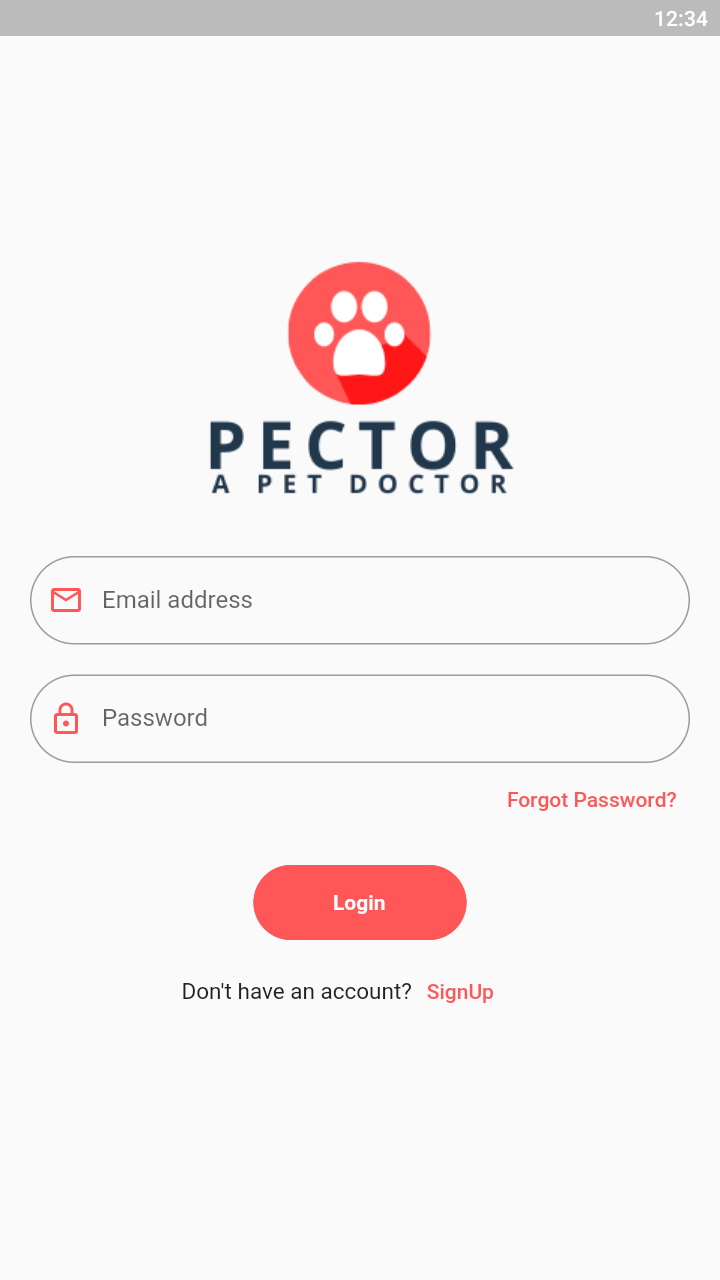 12:34
PECTOR
A PET DOCTOR
Email address
Password
Forgot Password?
Login
Don't have an account? SignUp